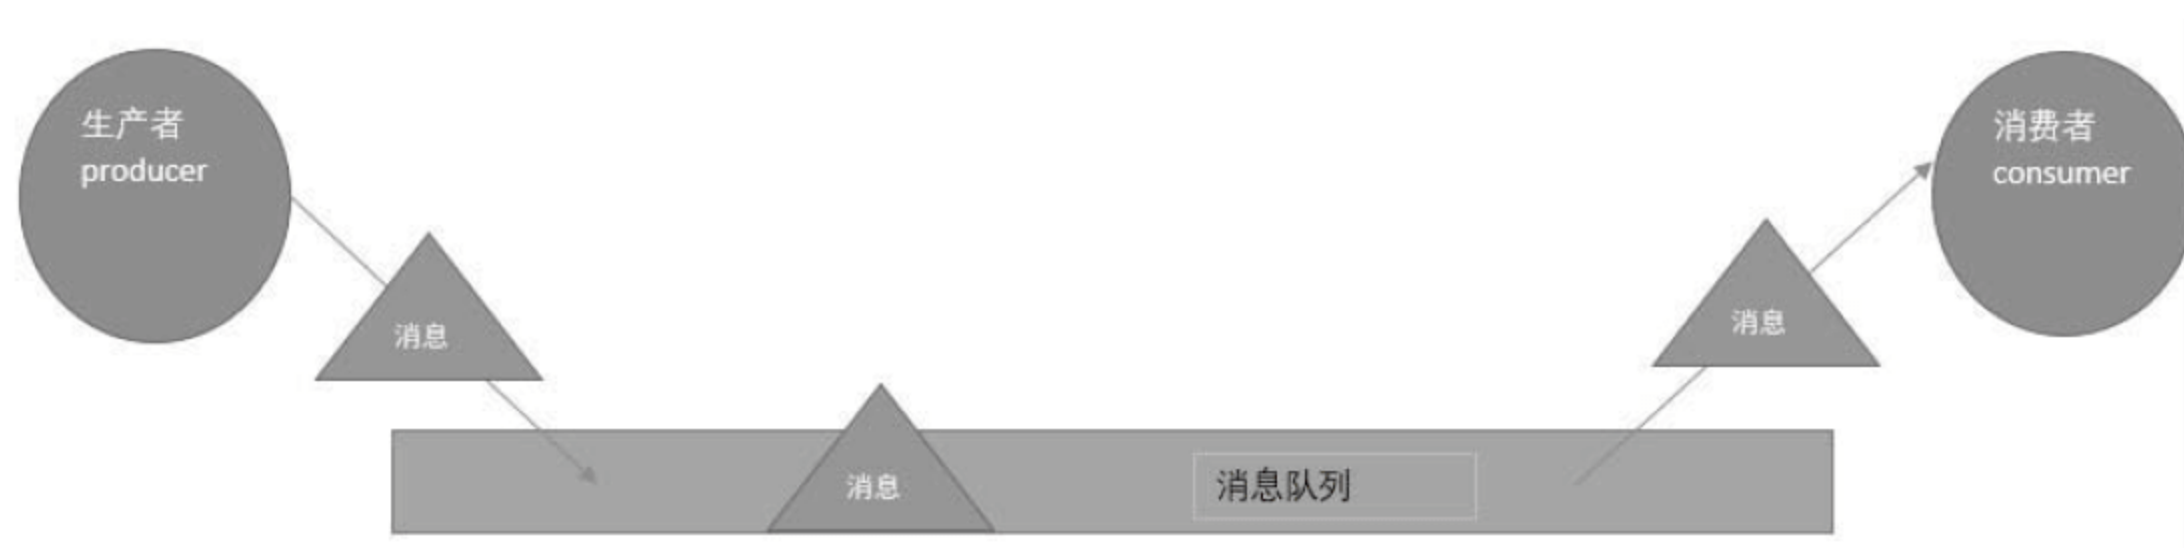 生产者
producer
消息
消息
消息队列
消息
消费者
consumer